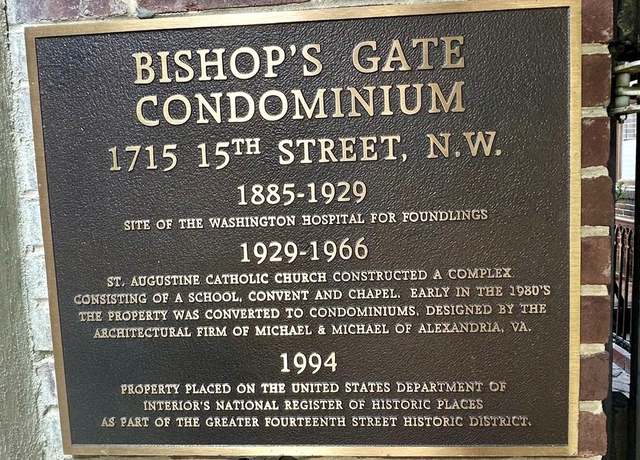 BISHOP'S GATE
CONDOMINIUM
1715 15TH STREET, N.W.
1885-1929
SITE OF THE WASHINGTON HOSPITAL FOR FOUNDLINGS
1929-1966
ST. AUGUSTINE CATHOLIC CHURCH CONSTRUCTED A COMPLEX
CONSISTING OF A SCHOOL, CONVENT AND CHAPEL. EARLY IN THE 1980'S
THE PROPERTY WAS CONVERTED TO CONDOMINIUMS, DESIGNED BY THE
ARCHITECTURAL FIRM OF MICHAEL & MICHAEL OF ALEXANDRIA, VA.
1994
PROPERTY PLACED ON THE UNITED STATES DEPARTMENT OF
INTERIOR'S NATIONAL REGISTER OF HISTORIC PLACES
AS PART OF THE GREATER FOURTEENTH STREET HISTORIC DISTRICT.